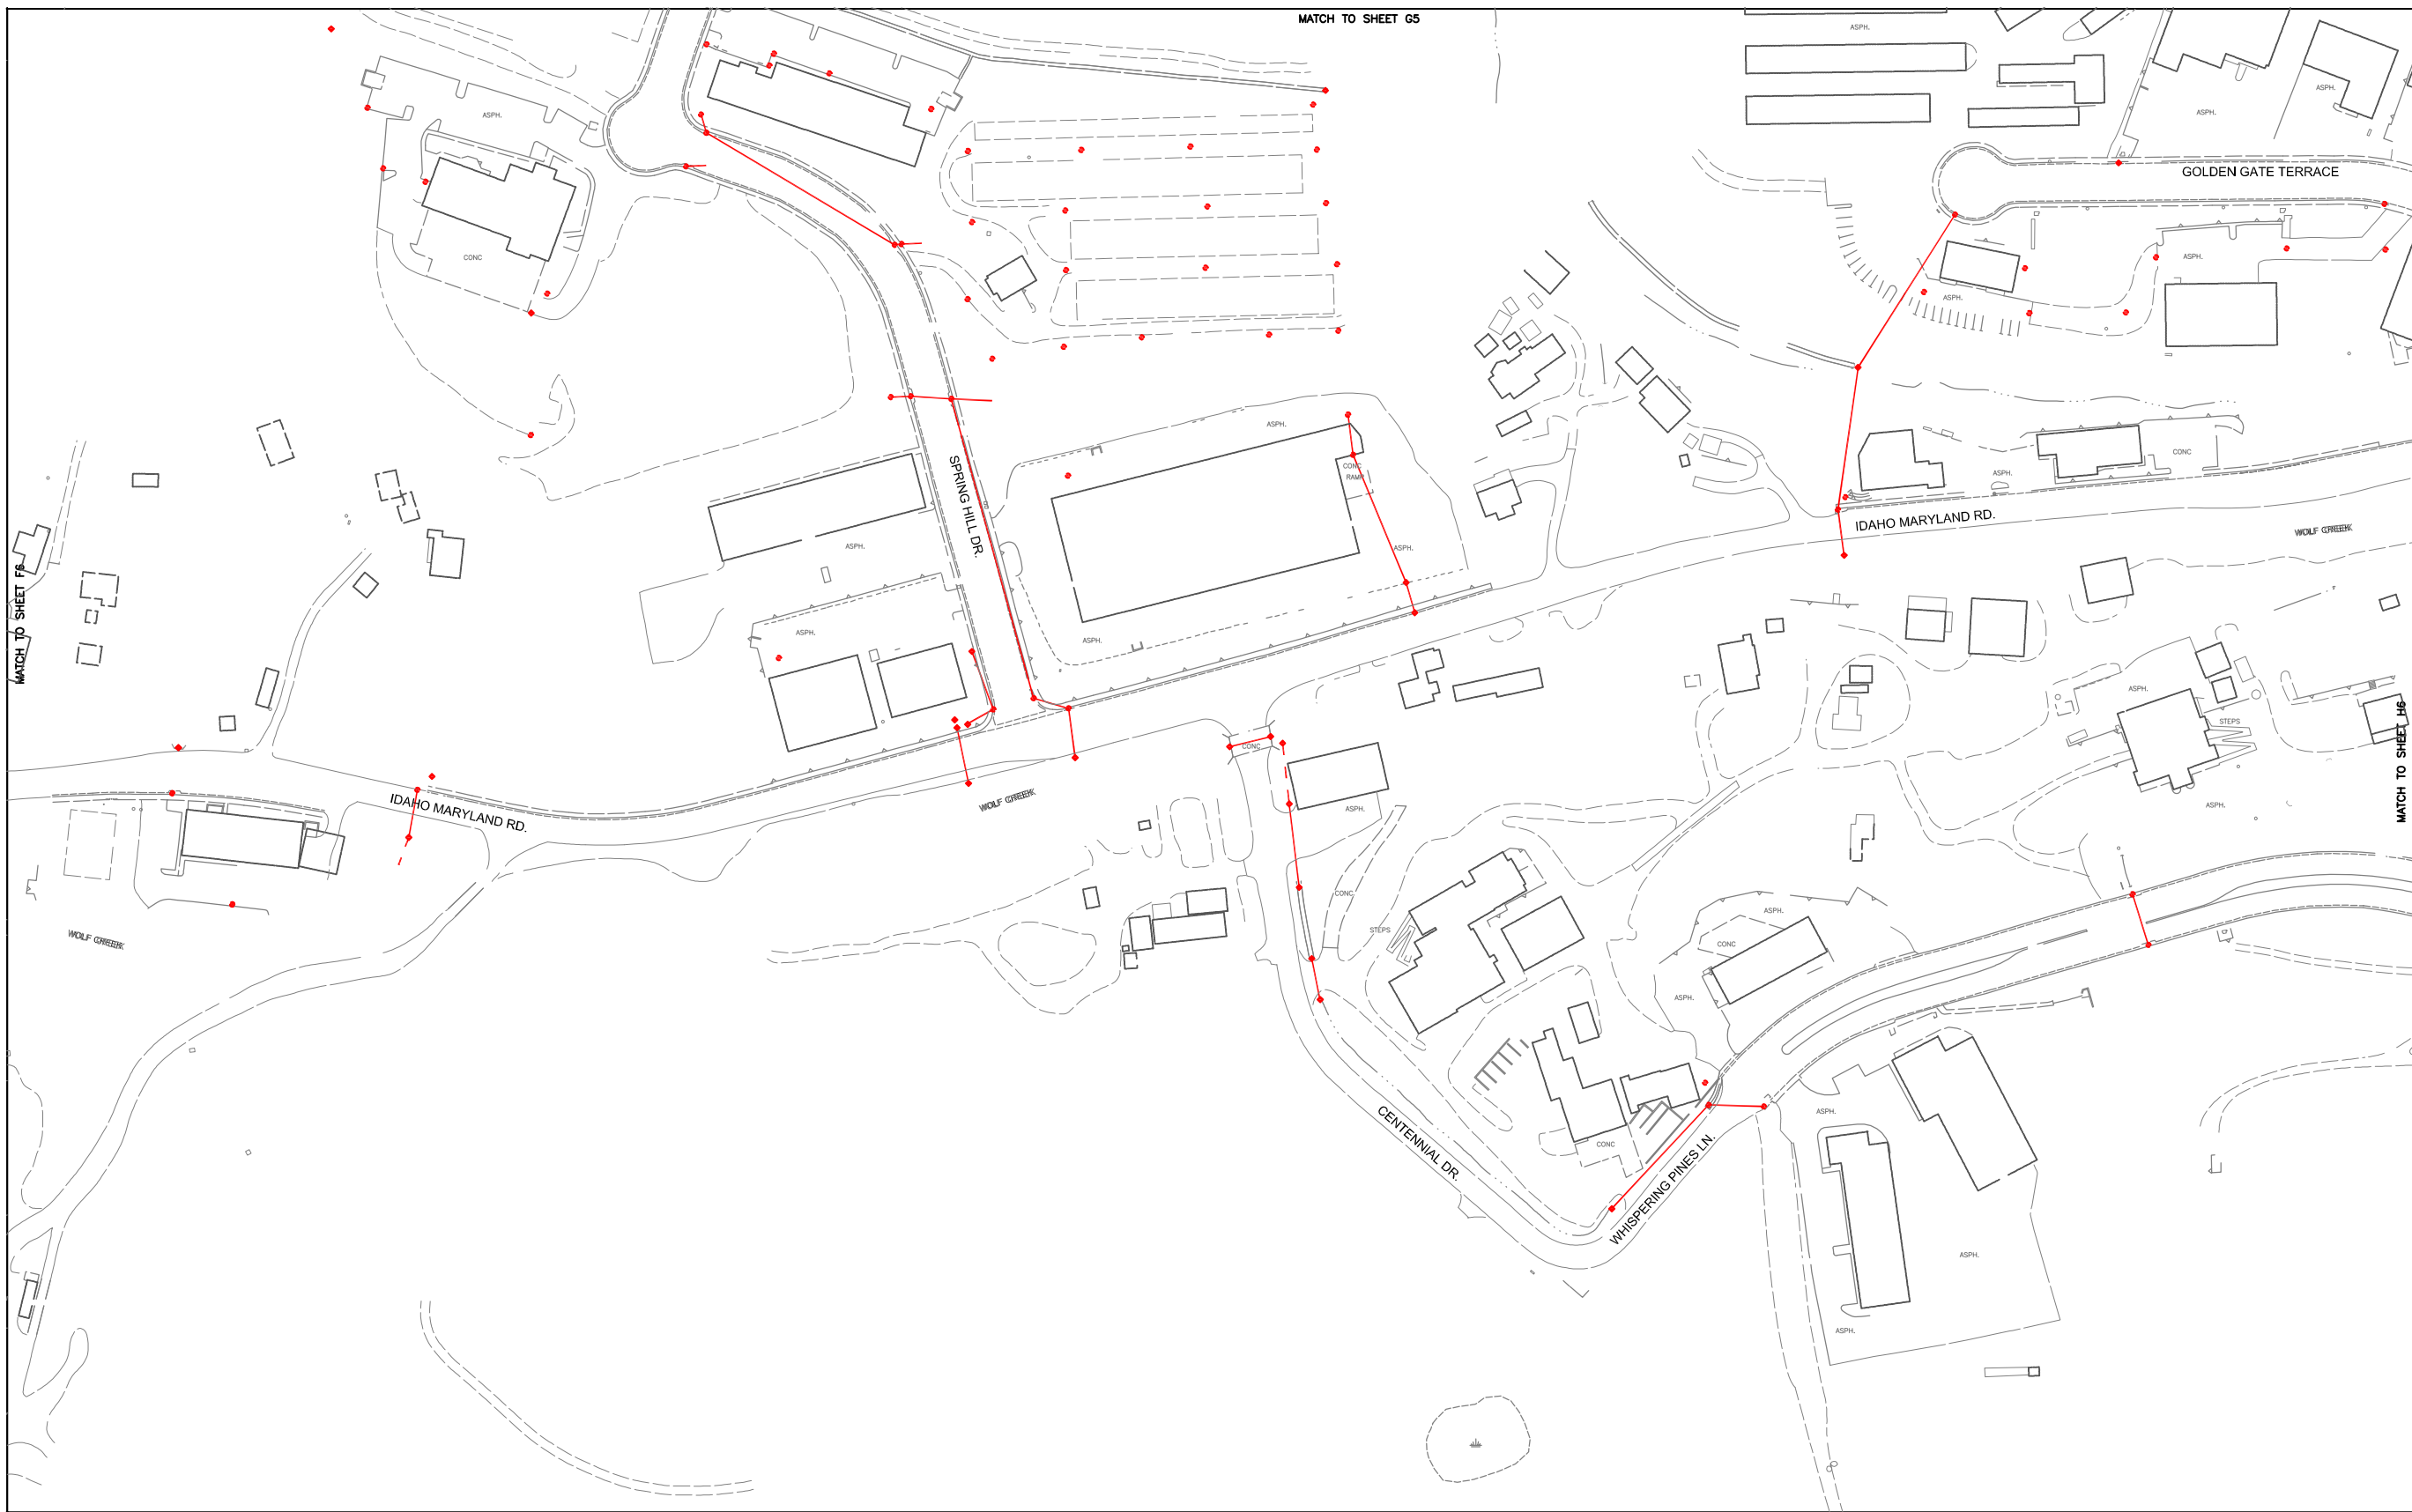 MATCH TO SHEET G5
ASPH.
ASPH.
ASPH.
ASPH.
GOLDEN GATE TERRACE
CONC
ASPH.
ASPH.
ASPH.
CONC
RAMP
ASPH.
CONC
SPRING HILL DR.
IDAHO MARYLAND RD.
WOLF CREEK
ASPH.
ASPH.
MATCH TO SHEET F6
ASPH.
ASPH.
ASPH.
STEPS
MATCH TO SHEET H6
CONC
IDAHO MARYLAND RD.
WOLF CREEK
ASPH.
ASPH.
CONC
STEPS
ASPH.
CONC
WOLF CREEK
ASPH.
CENTENNIAL DR.
WHISPERING PINES LN.
CONC
ASPH.
ASPH.
ASPH.